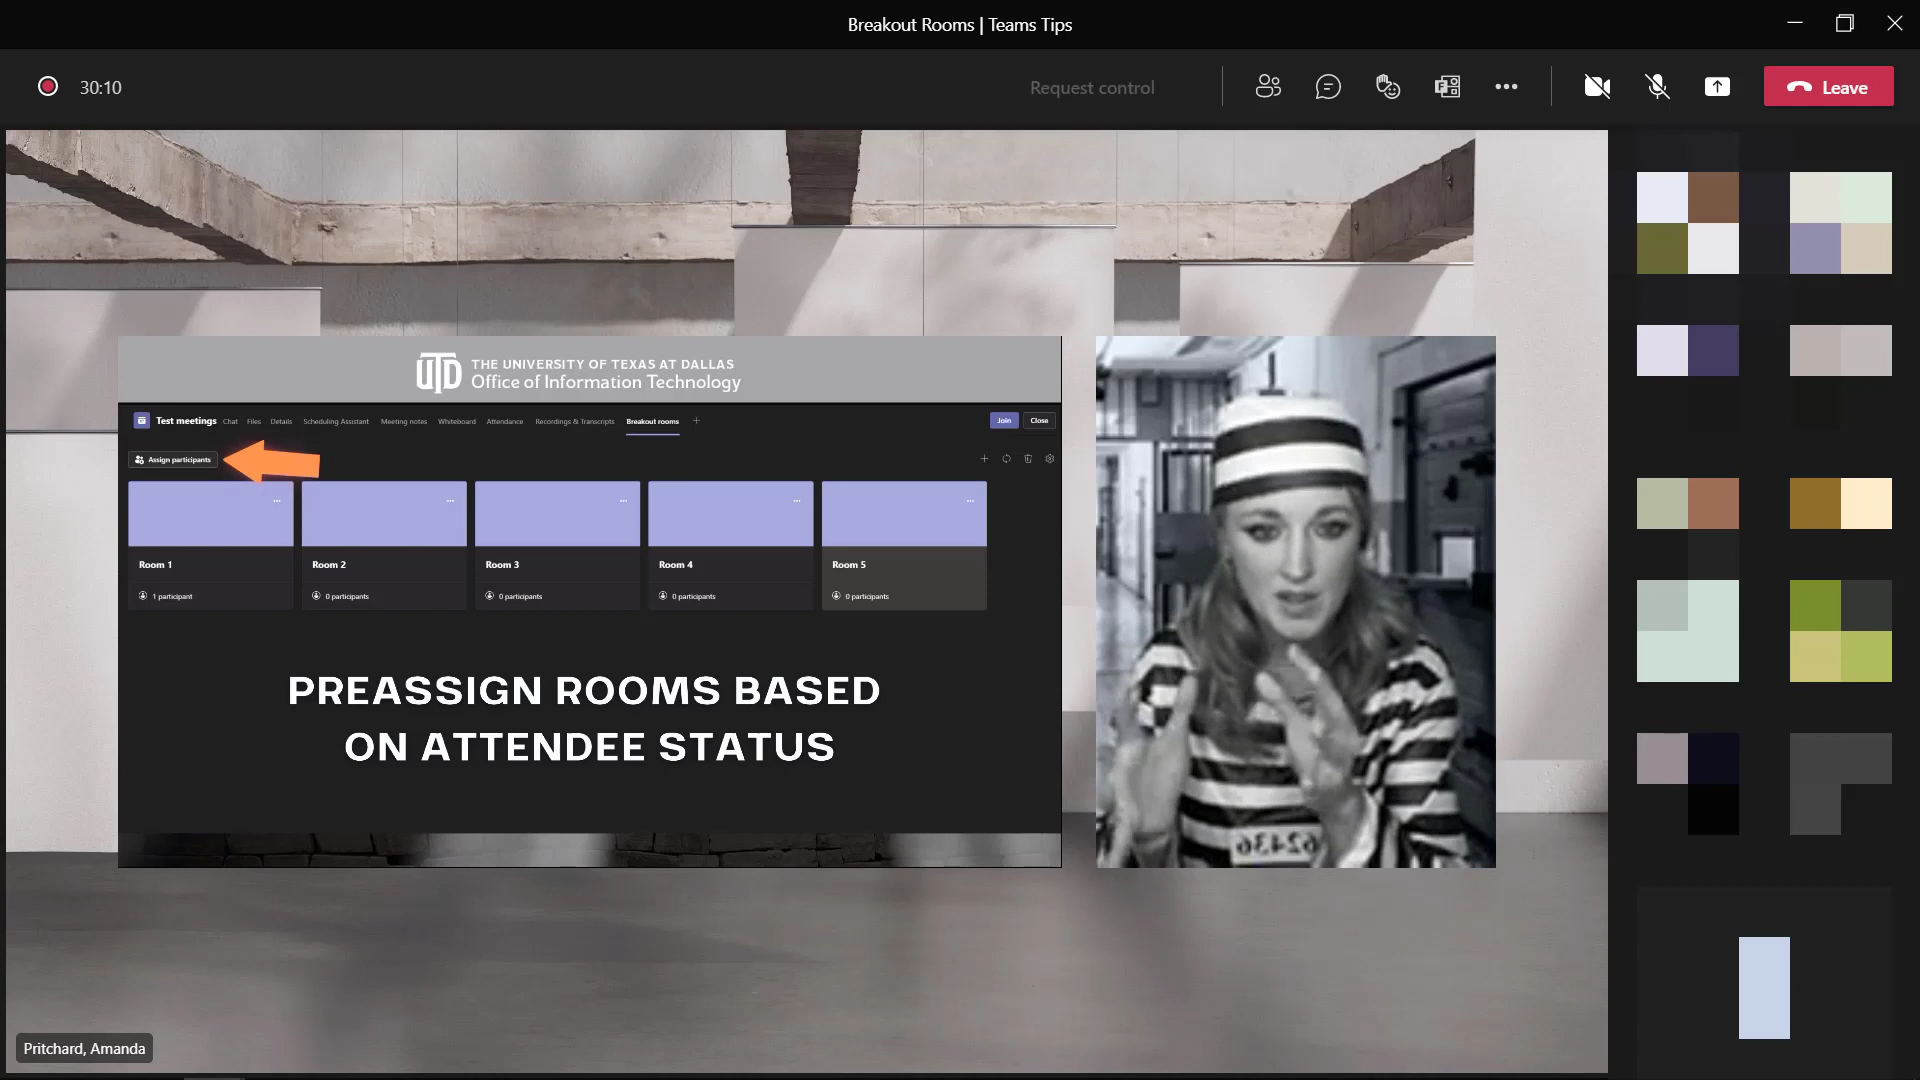 Breakout Rooms | Teams Tips
30:10
Request control
Leave
THE UNIVERSITY OF TEXAS AT DALLAS
UTD
Office of Information Technology
Test meetings Chat Files Details Scheduling Assistant Meeting notes Whiteboard Attendance Recordings & Transcripts Breakout rooms + Join Close
Assign participants
Room 1 Room 2 Room 3 Room 4 Room 5
1 participant 0 participants 0 participants 0 participants 0 participants
PREASSIGN ROOMS BASED
ON ATTENDEE STATUS
62436
Pritchard, Amanda